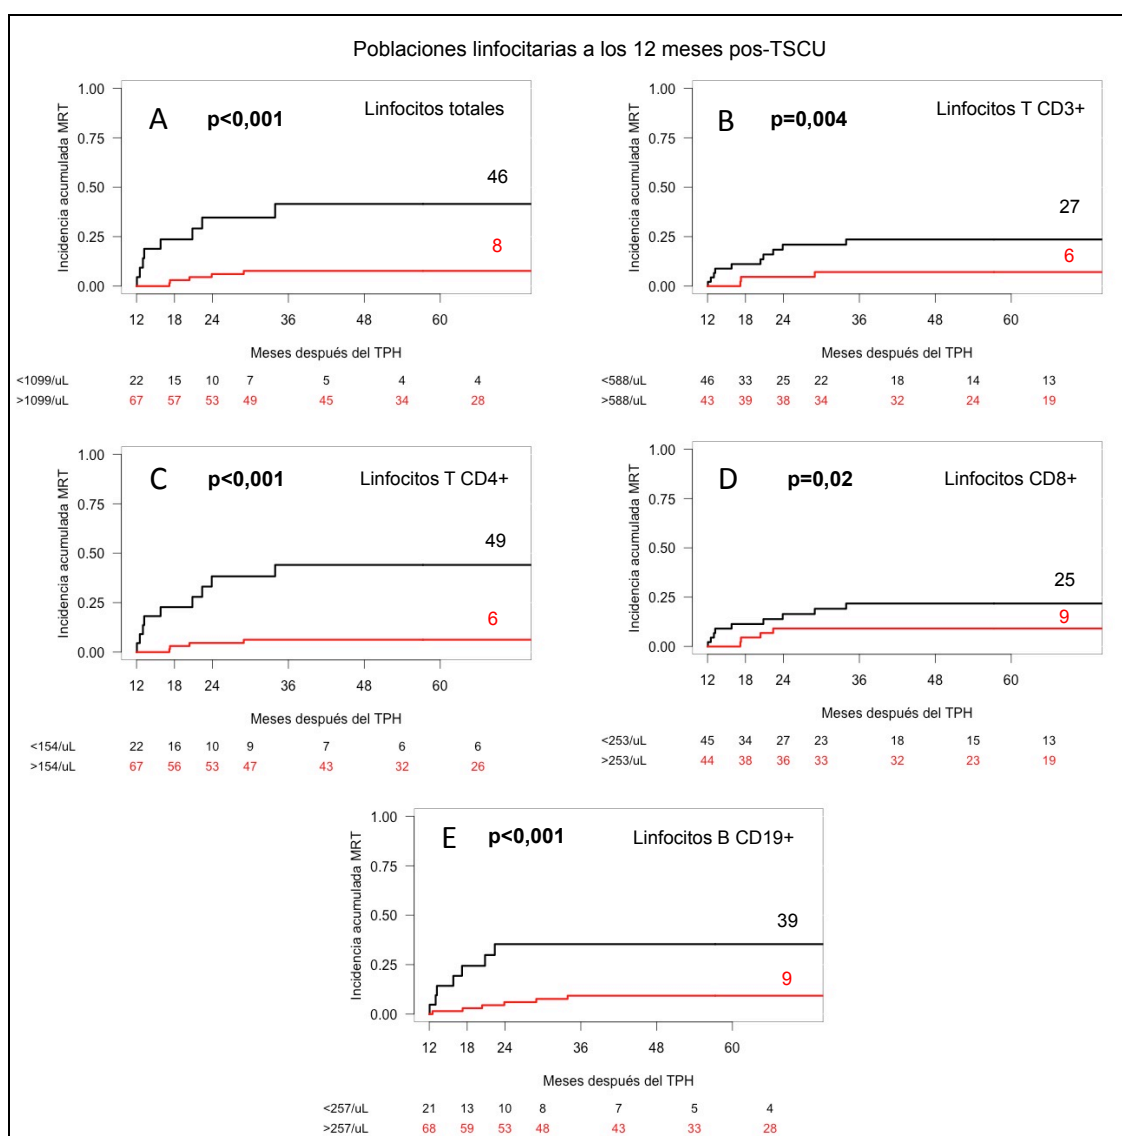 Poblaciones linfocitarias a los 12 meses pos-TSCU
A p<0,001 Linfocitos totales
Incidencia acumulada MRT
1.00
0.75
0.50
0.25
0.00
46
8
12 18 24 36 48 60
Meses después del TPH
<1099/uL 22 15 10 7 5 4 4
>1099/uL 67 57 53 49 45 34 28
B p=0,004 Linfocitos T CD3+
Incidencia acumulada MRT
1.00
0.75
0.50
0.25
0.00
27
6
12 18 24 36 48 60
Meses después del TPH
<588/uL 46 33 25 22 18 14 13
>588/uL 43 39 38 34 32 24 19
C p<0,001 Linfocitos T CD4+
Incidencia acumulada MRT
1.00
0.75
0.50
0.25
0.00
49
6
12 18 24 36 48 60
Meses después del TPH
<154/uL 22 16 10 9 7 6 6
>154/uL 67 56 53 47 43 32 26
D p=0,02 Linfocitos CD8+
Incidencia acumulada MRT
1.00
0.75
0.50
0.25
0.00
25
9
12 18 24 36 48 60
Meses después del TPH
<253/uL 45 34 27 23 18 15 13
>253/uL 44 38 36 33 32 23 19
E p<0,001 Linfocitos B CD19+
Incidencia acumulada MRT
1.00
0.75
0.50
0.25
0.00
39
9
12 18 24 36 48 60
Meses después del TPH
<257/uL 21 13 10 8 7 5 4
>257/uL 68 59 53 48 43 33 28